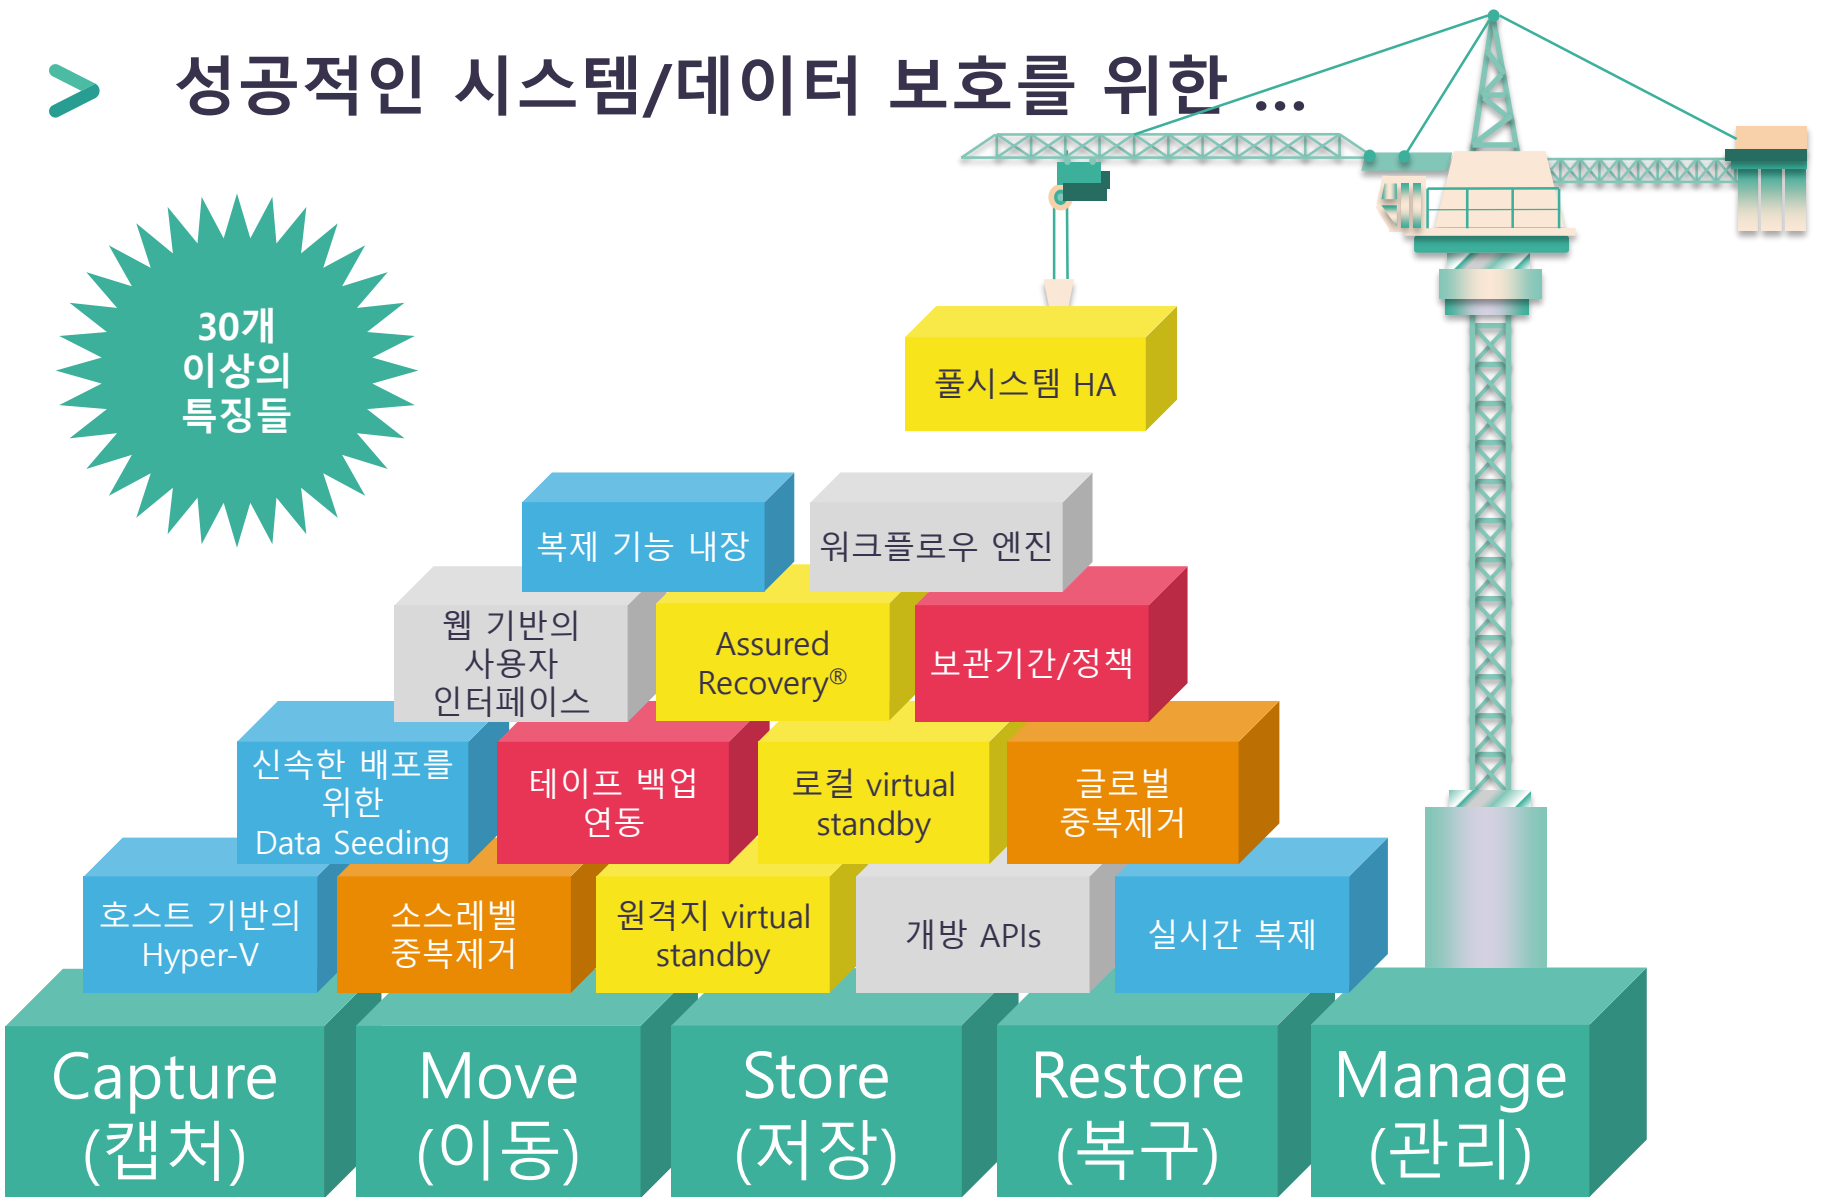 > 성공적인 시스템/데이터 보호를 위한 ...
30개
이상의
특징들
풀시스템 HA
복제 기능 내장
워크플로우 엔진
웹 기반의
사용자
인터페이스
Assured
Recovery®
보관기간/정책
신속한 배포를
위한
Data Seeding
테이프 백업
연동
로컬 virtual
standby
글로벌
중복제거
호스트 기반의
Hyper-V
소스레벨
중복제거
원격지 virtual
standby
개방 APIs
실시간 복제
Capture
(캡처)
Move
(이동)
Store
(저장)
Restore
(복구)
Manage
(관리)